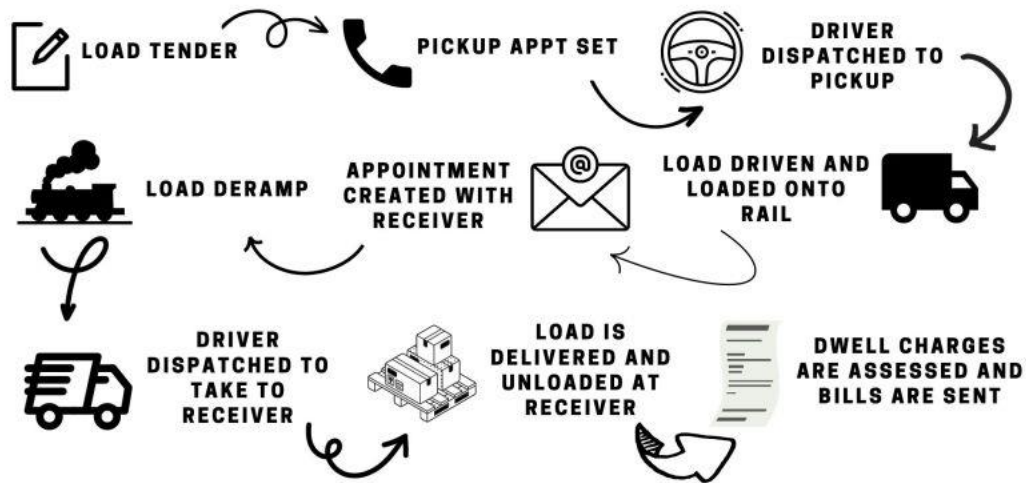 LOAD TENDER
PICKUP APPT SET
DRIVER
DISPATCHED TO
PICKUP
LOAD DRIVEN AND
LOADED ONTO
RAIL
@
APPOINTMENT
CREATED WITH
RECEIVER
LOAD DERAMP
DRIVER
DISPATCHED TO
TAKE TO
RECEIVER
LOAD IS
DELIVERED AND
UNLOADED AT
RECEIVER
DWELL CHARGES
ARE ASSESSED AND
BILLS ARE SENT